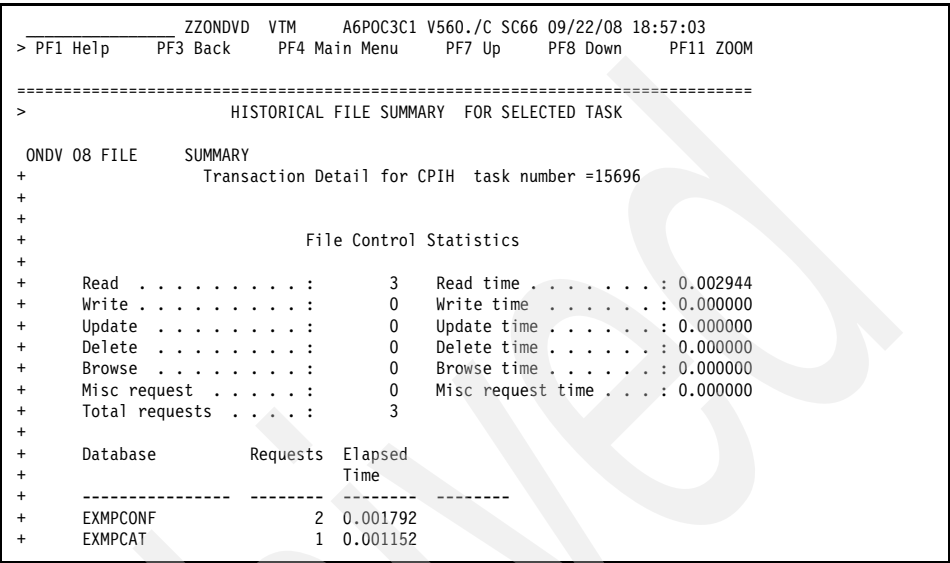 ________________ ZZONDVD VTM A6POC3C1 V560./C SC66 09/22/08 18:57:03
> PF1 Help PF3 Back PF4 Main Menu PF7 Up PF8 Down PF11 ZOOM
===============================================================================
> HISTORICAL FILE SUMMARY FOR SELECTED TASK
ONDV 08 FILE SUMMARY
+ Transaction Detail for CPIH task number =15696
+
+
+ File Control Statistics
+
+ Read . . . . . . . . . : 3 Read time . . . . . . . : 0.002944
+ Write . . . . . . . . . : 0 Write time . . . . . . : 0.000000
+ Update . . . . . . . . : 0 Update time . . . . . . : 0.000000
+ Delete . . . . . . . . : 0 Delete time . . . . . . : 0.000000
+ Browse . . . . . . . . : 0 Browse time . . . . . . : 0.000000
+ Misc request . . . . . : 0 Misc request time . . . : 0.000000
+ Total requests . . . . : 3
+
+ Database Requests Elapsed
+ Time
+ ---------------- -------- -------- --------
+ EXMPCONF 2 0.001792
+ EXMPCAT 1 0.001152